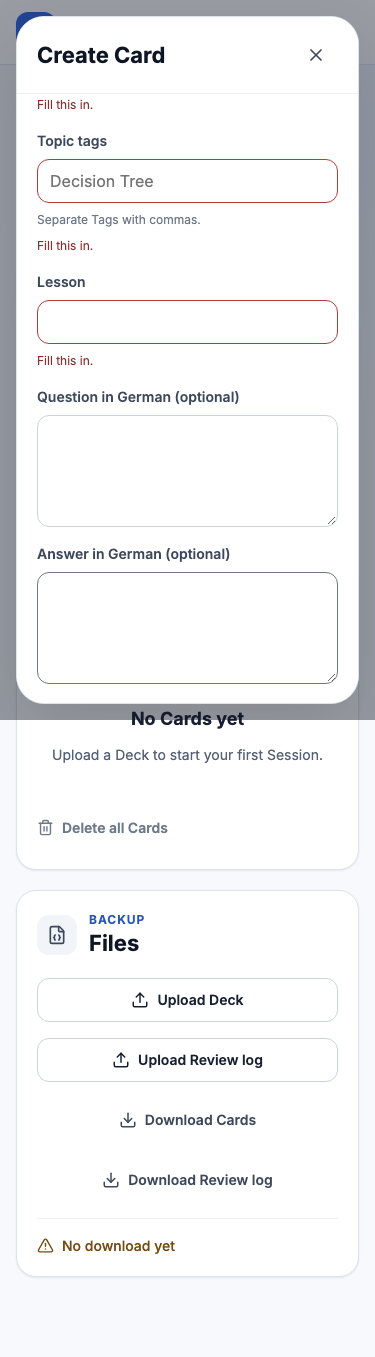 Create Card
Fill this in.
Topic tags
Decision Tree
Separate Tags with commas.
Fill this in.
Lesson
Fill this in.
Question in German (optional)
Answer in German (optional)
No Cards yet
Upload a Deck to start your first Session.
Delete all Cards
BACKUP
Files
Upload Deck
Upload Review log
Download Cards
Download Review log
No download yet